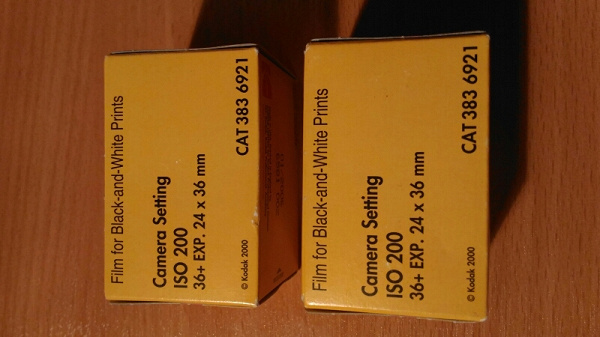 Film for Black-and-White Prints
Camera Setting
ISO 200
36+ EXP. 24 x 36 mm
© Kodak 2000
CAT 383 6921
Film for Black-and-White Prints
Camera Setting
ISO 200
36+ EXP. 24 x 36 mm
© Kodak 2000
CAT 383 6921